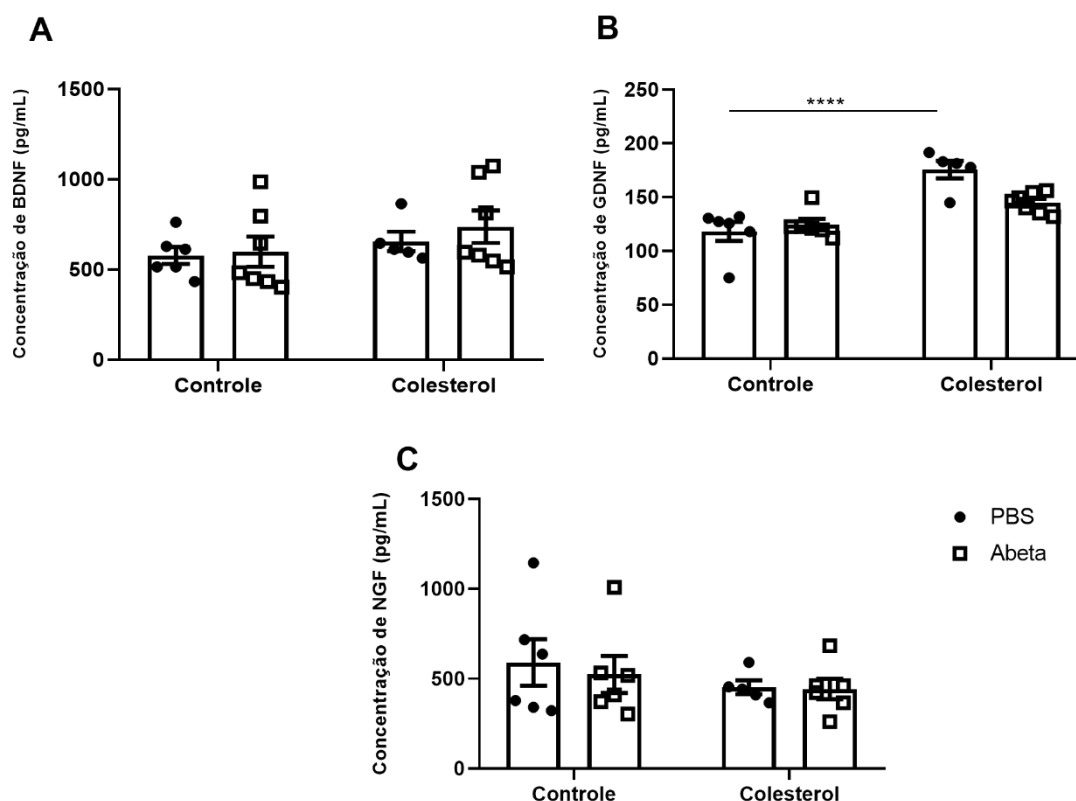 A
Concentração de BDNF (pg/mL)
1500
1000
500
0
Controle
Colesterol
B
Concentração de GDNF (pg/mL)
250
200
150
100
50
0
****
Controle
Colesterol
C
Concentração de NGF (pg/mL)
1500
1000
500
0
Controle
Colesterol
PBS
Abeta